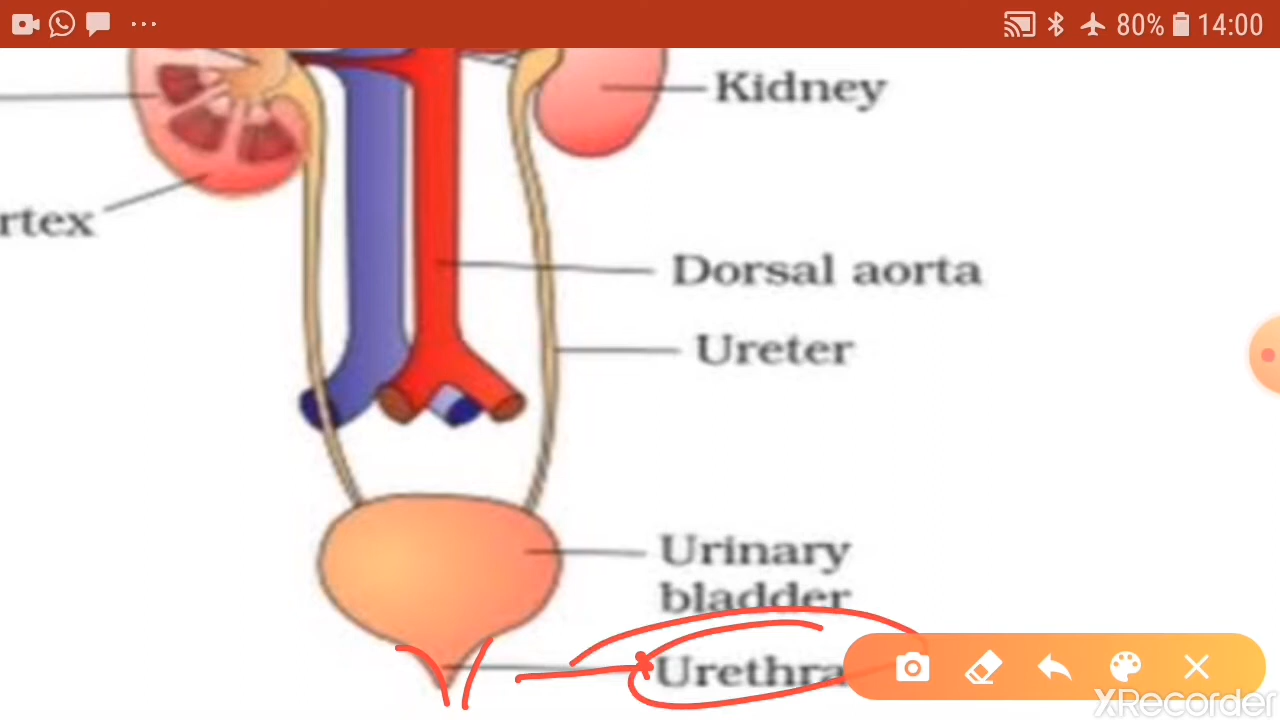 80% 14:00
Kidney
rtex
Dorsal aorta
Ureter
Urinary
bladder
Urethra
XRecorder